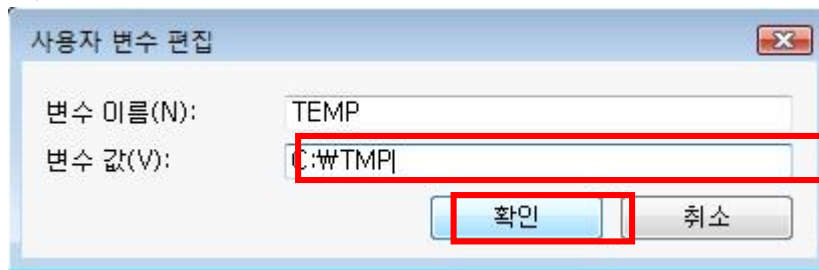 사용자 변수 편집
변수 이름(N): TEMP
변수 값(V): C:₩TMP
확인 취소